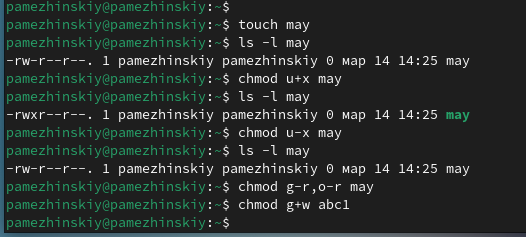 pamezhinskiy@pamezhinskiy:~$
pamezhinskiy@pamezhinskiy:~$ touch may
pamezhinskiy@pamezhinskiy:~$ ls -l may
-rw-r--r--. 1 pamezhinskiy pamezhinskiy 0 мар 14 14:25 may
pamezhinskiy@pamezhinskiy:~$ chmod u+x may
pamezhinskiy@pamezhinskiy:~$ ls -l may
-rwxr--r--. 1 pamezhinskiy pamezhinskiy 0 мар 14 14:25 may
pamezhinskiy@pamezhinskiy:~$ chmod u-x may
pamezhinskiy@pamezhinskiy:~$ ls -l may
-rw-r--r--. 1 pamezhinskiy pamezhinskiy 0 мар 14 14:25 may
pamezhinskiy@pamezhinskiy:~$ chmod g-r,o-r may
pamezhinskiy@pamezhinskiy:~$ chmod g+w abc1
pamezhinskiy@pamezhinskiy:~$